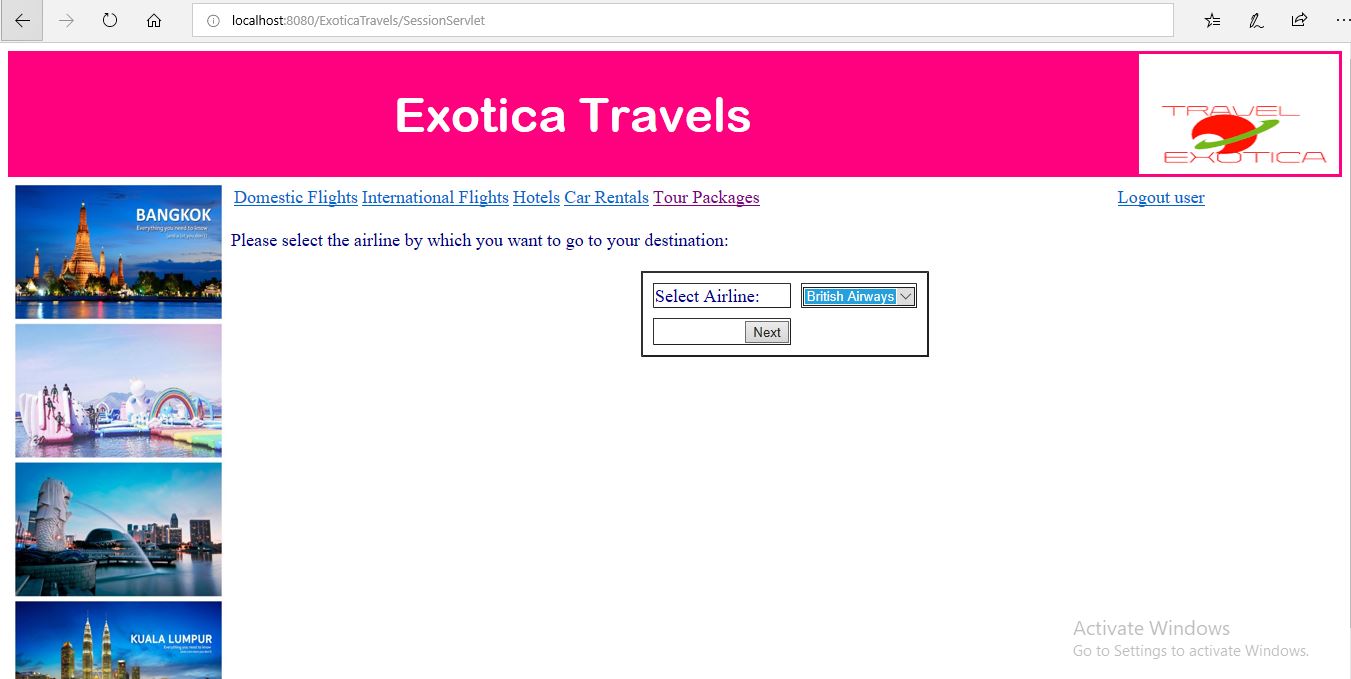 localhost:8080/ExoticaTravels/SessionServlet
Exotica Travels
TRAVEL
EXOTICA
Domestic Flights International Flights Hotels Car Rentals Tour Packages Logout user
BANGKOK
Everything you need to know
Please select the airline by which you want to go to your destination:
Select Airline: British Airways
Next
KUALA LUMPUR
Everything you need to know
Activate Windows
Go to Settings to activate Windows.